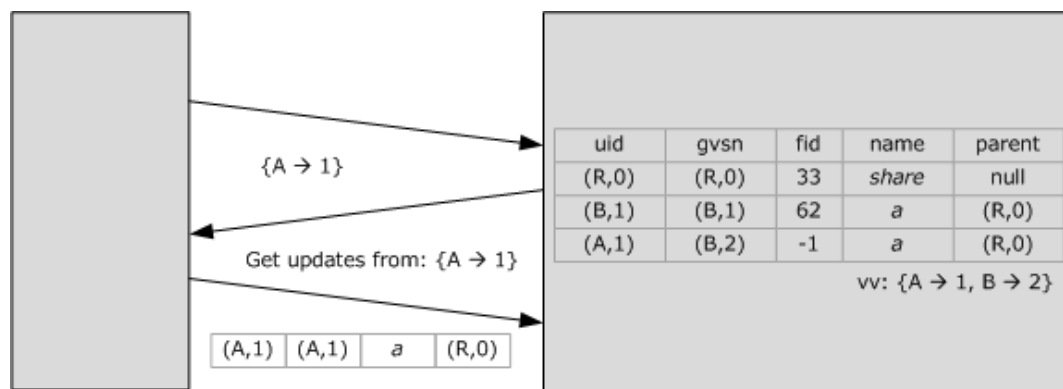 {A → 1}
Get updates from: {A → 1}
(A,1) (A,1) a (R,0)
uid gvsn fid name parent
(R,0) (R,0) 33 share null
(B,1) (B,1) 62 a (R,0)
(A,1) (B,2) -1 a (R,0)
vv: {A → 1, B → 2}